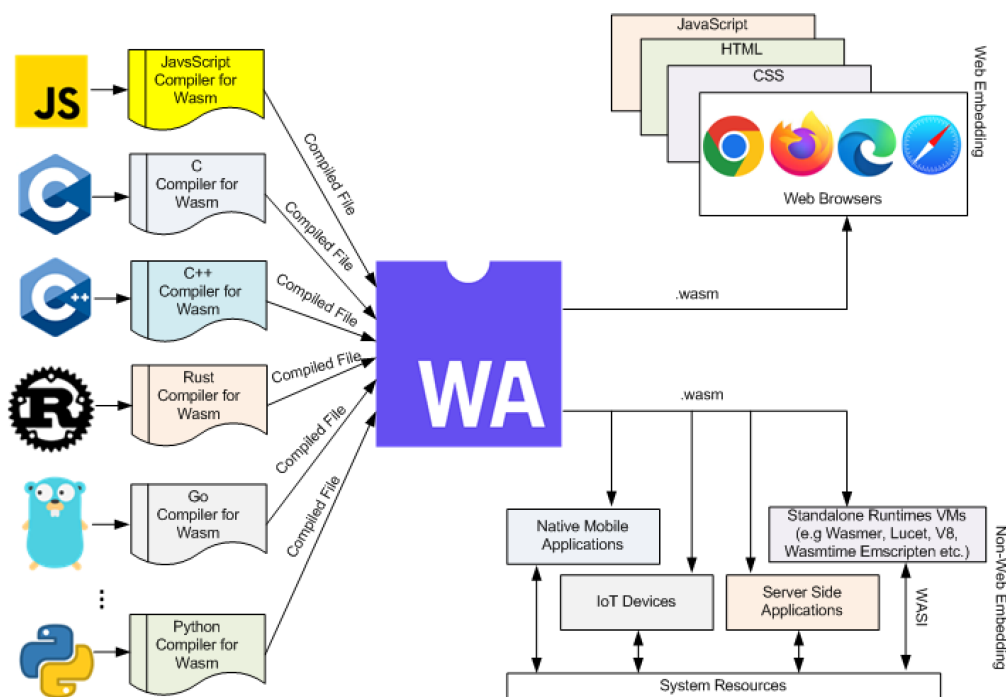 JavaScript
HTML
CSS
Web Browsers
Web Embedding
JS
JavsScript
Compiler for
Wasm
Compiled File
C
C
Compiler for
Wasm
Compiled File
C++
C++
Compiler for
Wasm
Compiled File
R
Rust
Compiler for
Wasm
Compiled File
Go
Compiler for
Wasm
Compiled File
...
Python
Compiler for
Wasm
Compiled File
WA
.wasm
.wasm
Native Mobile
Applications
IoT Devices
Server Side
Applications
Standalone Runtimes VMs
(e.g Wasmer, Lucet, V8,
Wasmtime Emscripten etc.)
WASI
Non-Web Embedding
System Resources